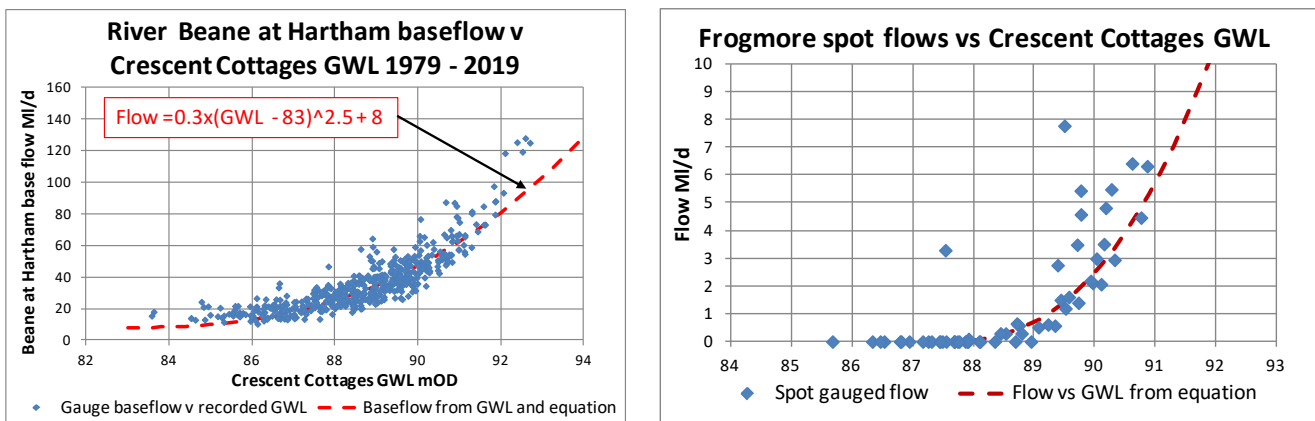 River Beane at Hartham baseflow v
Crescent Cottages GWL 1979 - 2019
Flow =0.3x(GWL - 83)^2.5 + 8
Beane at Hartham base flow Ml/d
160
140
120
100
80
60
40
20
0
82 84 86 88 90 92 94
Crescent Cottages GWL mOD
Gauge baseflow v recorded GWL
Baseflow from GWL and equation
Frogmore spot flows vs Crescent Cottages GWL
Flow Ml/d
10
9
8
7
6
5
4
3
2
1
0
84 85 86 87 88 89 90 91 92 93
Spot gauged flow
Flow vs GWL from equation